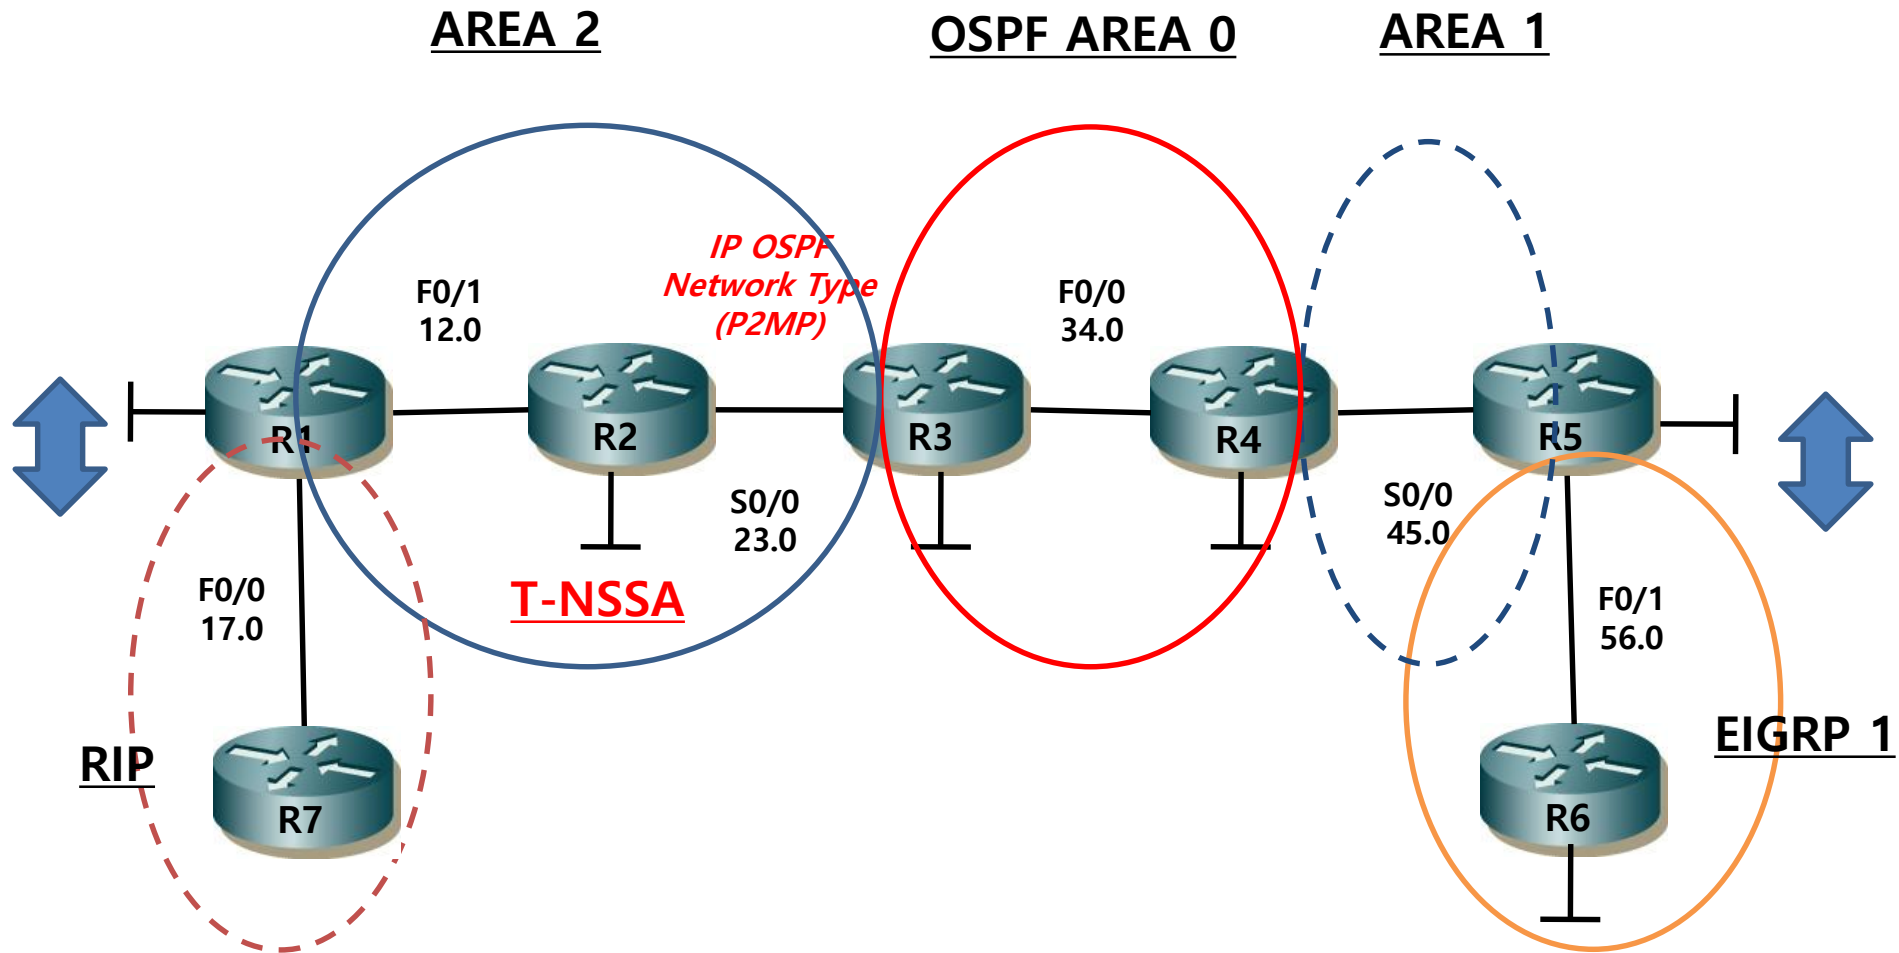 AREA 2
OSPF AREA 0
AREA 1
IP OSPF
Network Type
(P2MP)
F0/1
12.0
F0/0
34.0
R1
R2
R3
R4
R5
S0/0
23.0
S0/0
45.0
T-NSSA
F0/0
17.0
F0/1
56.0
RIP
EIGRP 1
R7
R6